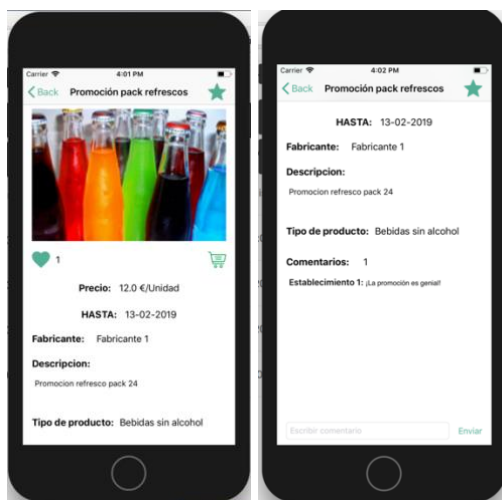 Carrier 4:01 PM
Back Promoción pack refrescos
1
Precio: 12.0 €/Unidad
HASTA: 13-02-2019
Fabricante: Fabricante 1
Descripcion:
Promocion refresco pack 24
Tipo de producto: Bebidas sin alcohol
Carrier 4:02 PM
Back Promoción pack refrescos
HASTA: 13-02-2019
Fabricante: Fabricante 1
Descripcion:
Promocion refresco pack 24
Tipo de producto: Bebidas sin alcohol
Comentarios: 1
Establecimiento 1: ¡La promoción es genial!
Escribir comentario Enviar